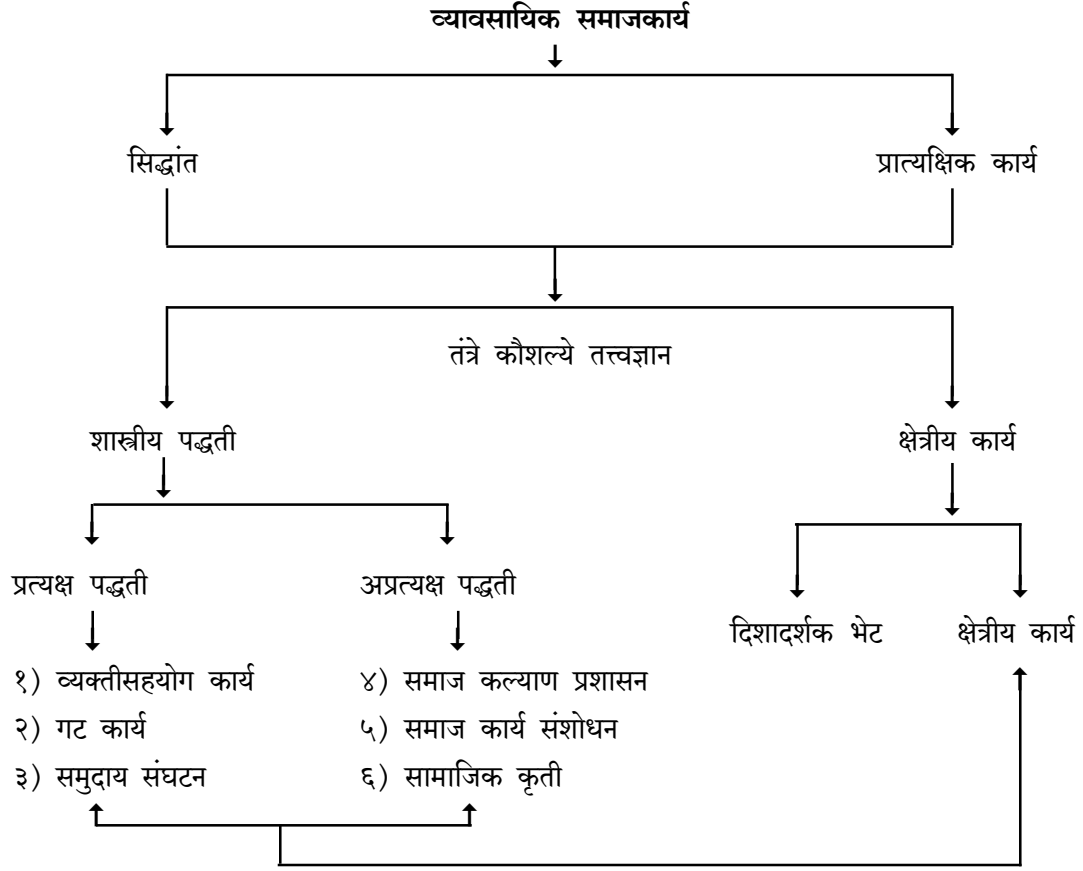 व्यावसायिक समाजकार्य
सिद्धांत
प्रात्यक्षिक कार्य
तंत्रे कौशल्ये तत्त्वज्ञान
शास्त्रीय पद्धती
क्षेत्रीय कार्य
प्रत्यक्ष पद्धती
अप्रत्यक्ष पद्धती
दिशादर्शक भेट
क्षेत्रीय कार्य
१) व्यक्तीसहयोग कार्य
२) गट कार्य
३) समुदाय संघटन
४) समाज कल्याण प्रशासन
५) समाज कार्य संशोधन
६) सामाजिक कृती